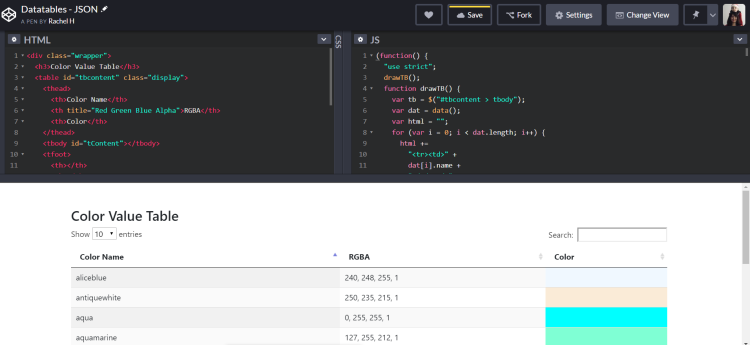 Datatables - JSON
A PEN BY Rachel H
Save
Fork
Settings
Change View
HTML
1 <div class="wrapper">
2 <h3>Color Value Table</h3>
3 <table id="tbcontent" class="display">
4 <thead>
5 <th>Color Name</th>
6 <th title="Red Green Blue Alpha">RGBA</th>
7 <th>Color</th>
8 </thead>
9 <tbody id="tContent"></tbody>
10 <tfoot>
11 <th></th>
CSS
JS
1 (function() {
2 "use strict";
3 drawTB();
4 function drawTB() {
5 var tb = $("#tbcontent > tbody");
6 var dat = data();
7 var html = "";
8 for (var i = 0; i < dat.length; i++) {
9 html +=
10 "<tr><td>" +
11 dat[i].name +
Color Value Table
Show 10 entries
Search:
Color Name RGBA Color
aliceblue 240, 248, 255, 1
antiquewhite 250, 235, 215, 1
aqua 0, 255, 255, 1
aquamarine 127, 255, 212, 1